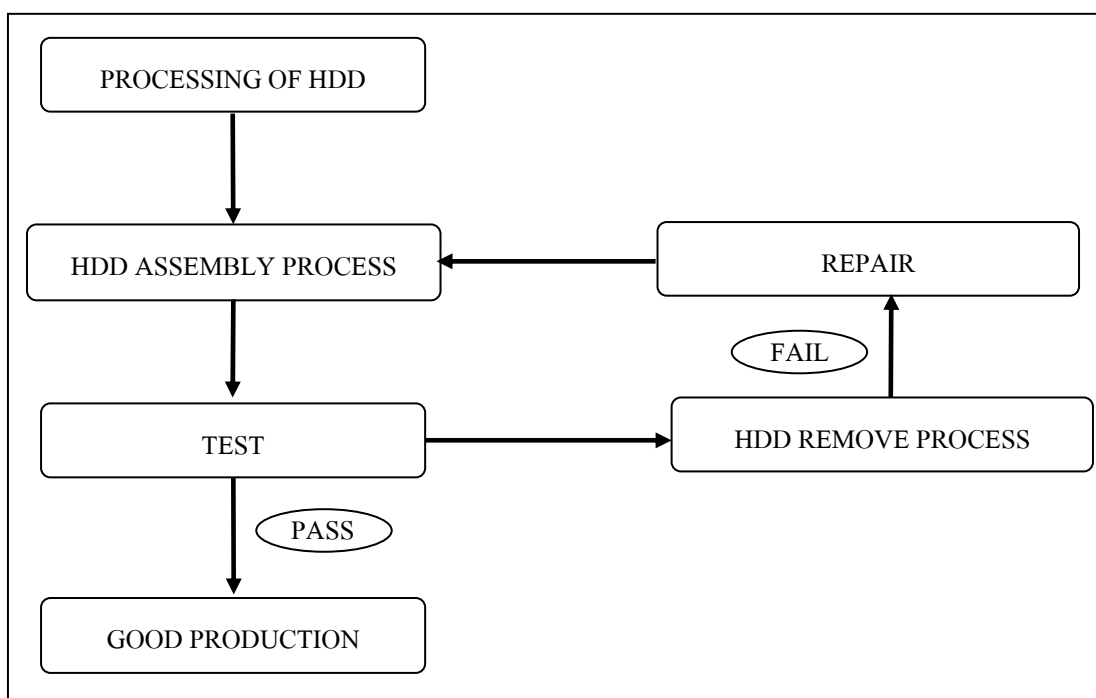 PROCESSING OF HDD
HDD ASSEMBLY PROCESS
REPAIR
FAIL
TEST
HDD REMOVE PROCESS
PASS
GOOD PRODUCTION